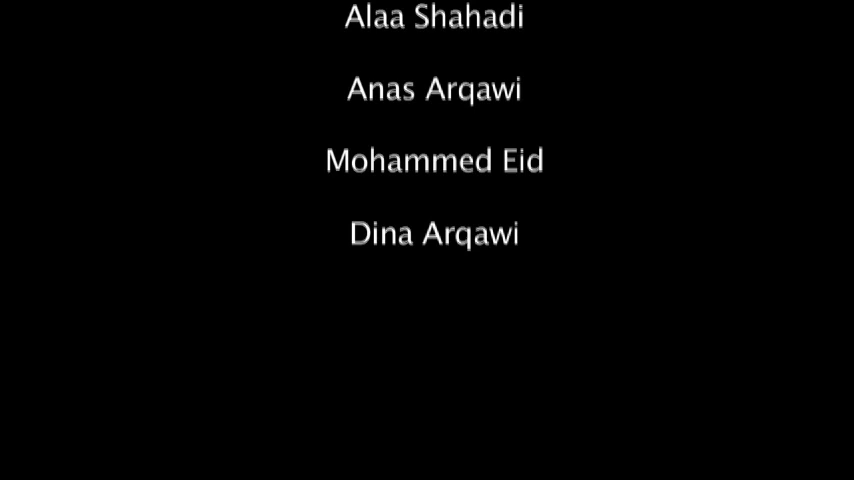 Alaa Shahadi
Anas Arqawi
Mohammed Eid
Dina Arqawi